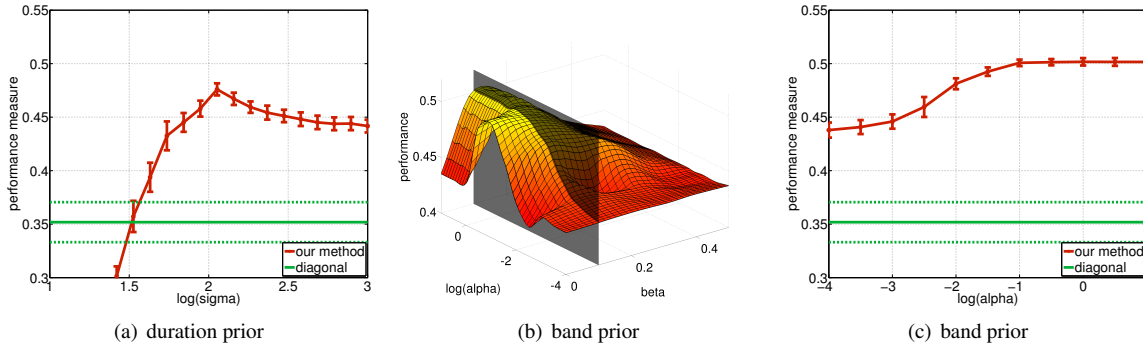 0.55
0.5
0.45
0.4
0.35
0.3
performance measure
1
1.5
2
2.5
3
log(sigma)
our method
diagonal
(a) duration prior
0.5
0.45
0.4
performance
0
-2
-4
log(alpha)
0
0.2
0.4
beta
(b) band prior
0.55
0.5
0.45
0.4
0.35
0.3
performance measure
−4
−3
−2
−1
0
log(alpha)
our method
diagonal
(c) band prior